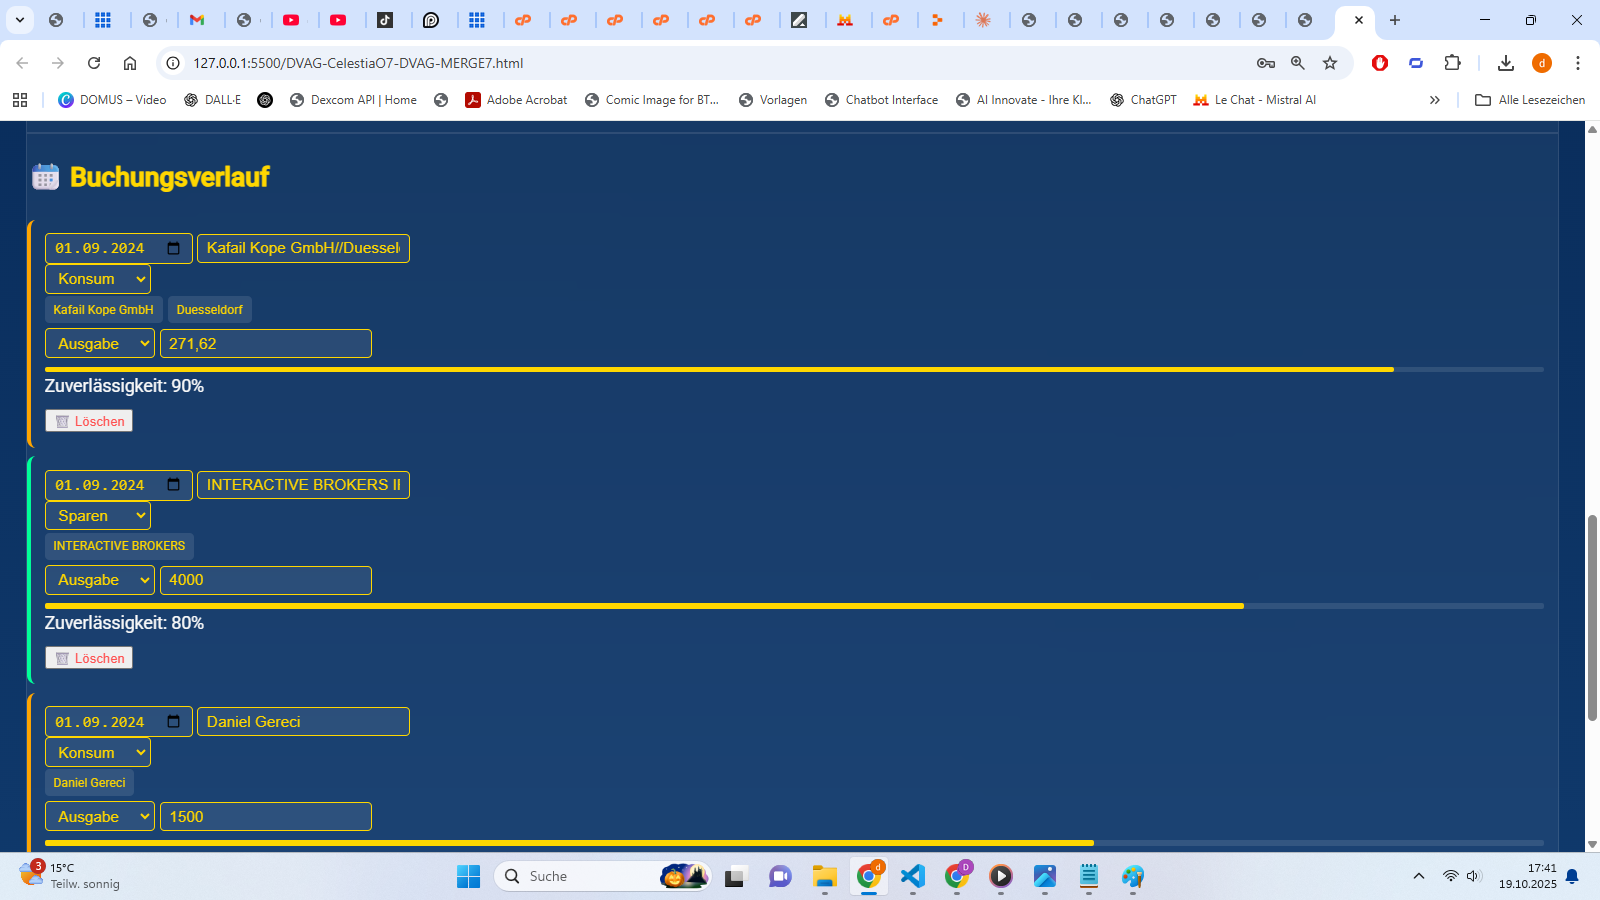 127.0.0.1:5500/DVAG-CelestiaO7-DVAG-MERGE7.html
d
DOMUS – Video
DALL·E
Dexcom API | Home
Adobe Acrobat
Comic Image for BT...
Vorlagen
Chatbot Interface
AI Innovate - Ihre KI...
ChatGPT
Le Chat - Mistral AI
Alle Lesezeichen
Buchungsverlauf
01.09.2024
Kafail Kope GmbH//Duessel
Konsum
Kafail Kope GmbH
Duesseldorf
Ausgabe
271,62
Zuverlässigkeit: 90%
Löschen
01.09.2024
INTERACTIVE BROKERS II
Sparen
INTERACTIVE BROKERS
Ausgabe
4000
Zuverlässigkeit: 80%
Löschen
01.09.2024
Daniel Gereci
Konsum
Daniel Gereci
Ausgabe
1500
3
15°C
Teilw. sonnig
Suche
d
D
17:41
19.10.2025